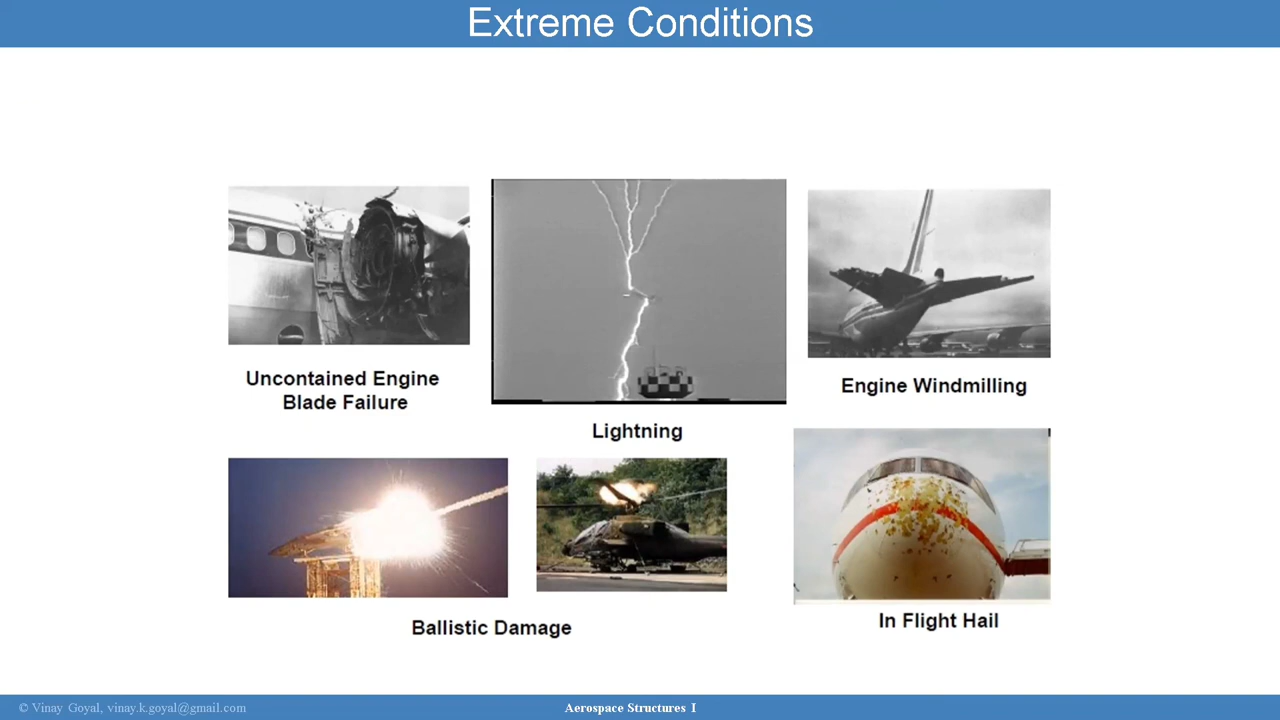 Extreme Conditions
Uncontained Engine
Blade Failure
Lightning
Engine Windmilling
Ballistic Damage
In Flight Hail
© Vinay Goyal, vinay.k.goyal@gmail.com
Aerospace Structures I